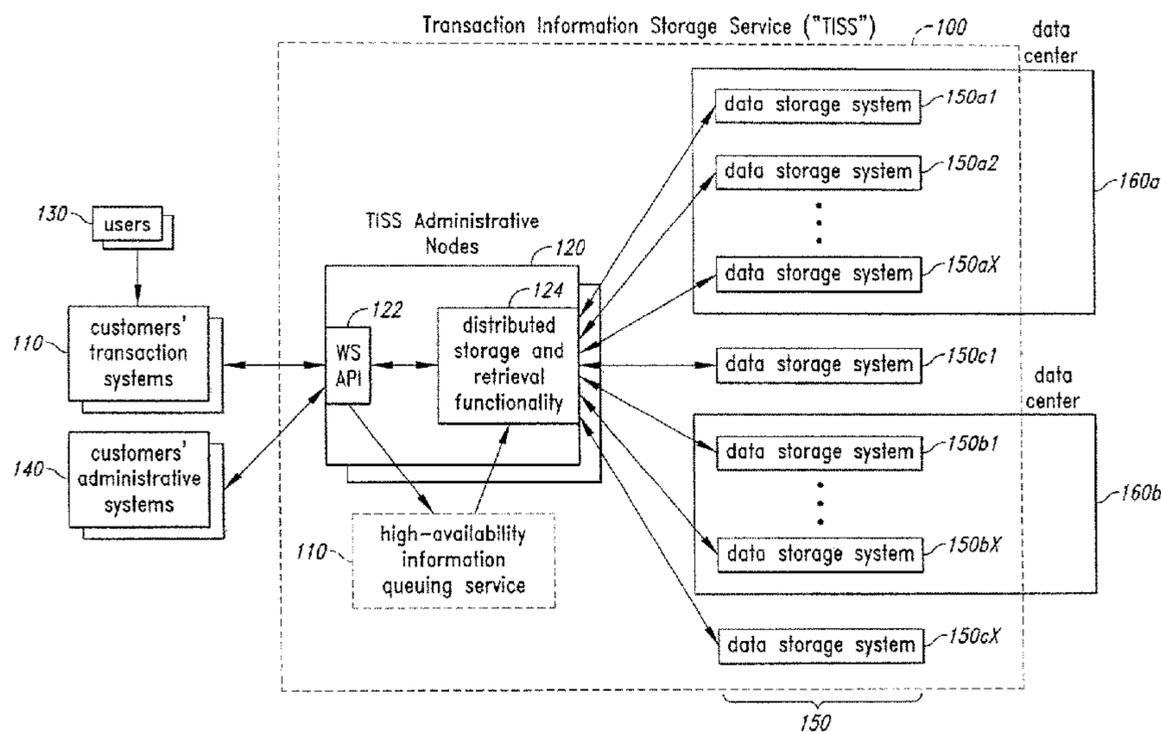 Transaction Information Storage Service ("TISS")
100
data
center
data storage system
150a1
data storage system
150a2
160a
130
users
TISS Administrative
Nodes
120
data storage system
150aX
124
122
110
customers'
transaction
systems
WS
API
distributed
storage and
retrieval
functionality
data storage system
150c1
data
center
140
customers'
administrative
systems
data storage system
150b1
160b
110
high-availability
information
queuing service
data storage system
150bX
data storage system
150cX
150